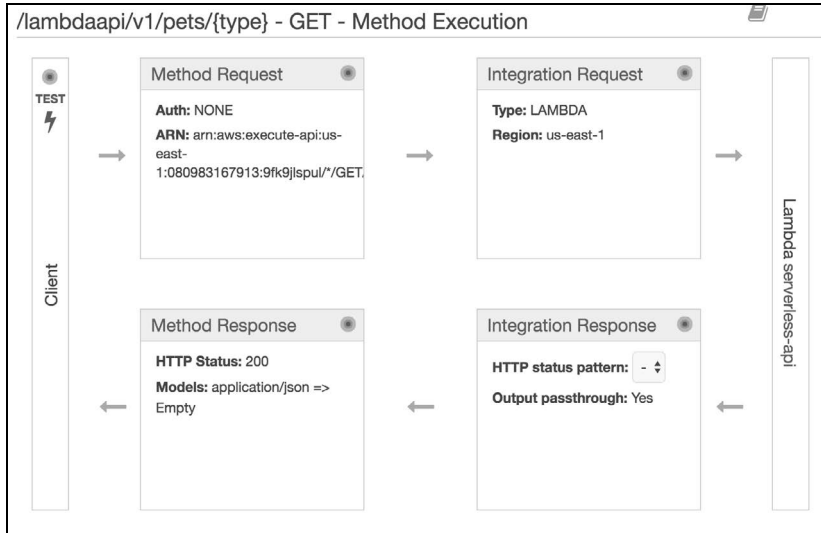 /lambdaapi/v1/pets/{type} - GET - Method Execution
TEST
Client
Method Request
Auth: NONE
ARN: arn:aws:execute-api:us-
east-
1:080983167913:9fk9jlspul/*/GET.
Integration Request
Type: LAMBDA
Region: us-east-1
Lambda serverless-api
Method Response
HTTP Status: 200
Models: application/json =>
Empty
Integration Response
HTTP status pattern: -
Output passthrough: Yes